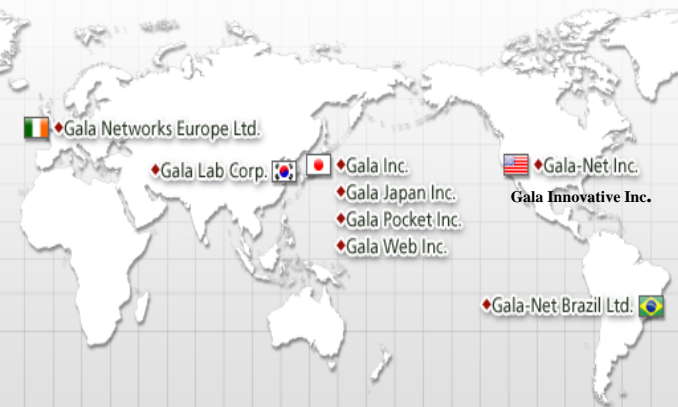 Gala Networks Europe Ltd.
Gala Lab Corp.
Gala Inc.
Gala Japan Inc.
Gala Pocket Inc.
Gala Web Inc.
Gala-Net Inc.
Gala Innovative Inc.
Gala-Net Brazil Ltd.